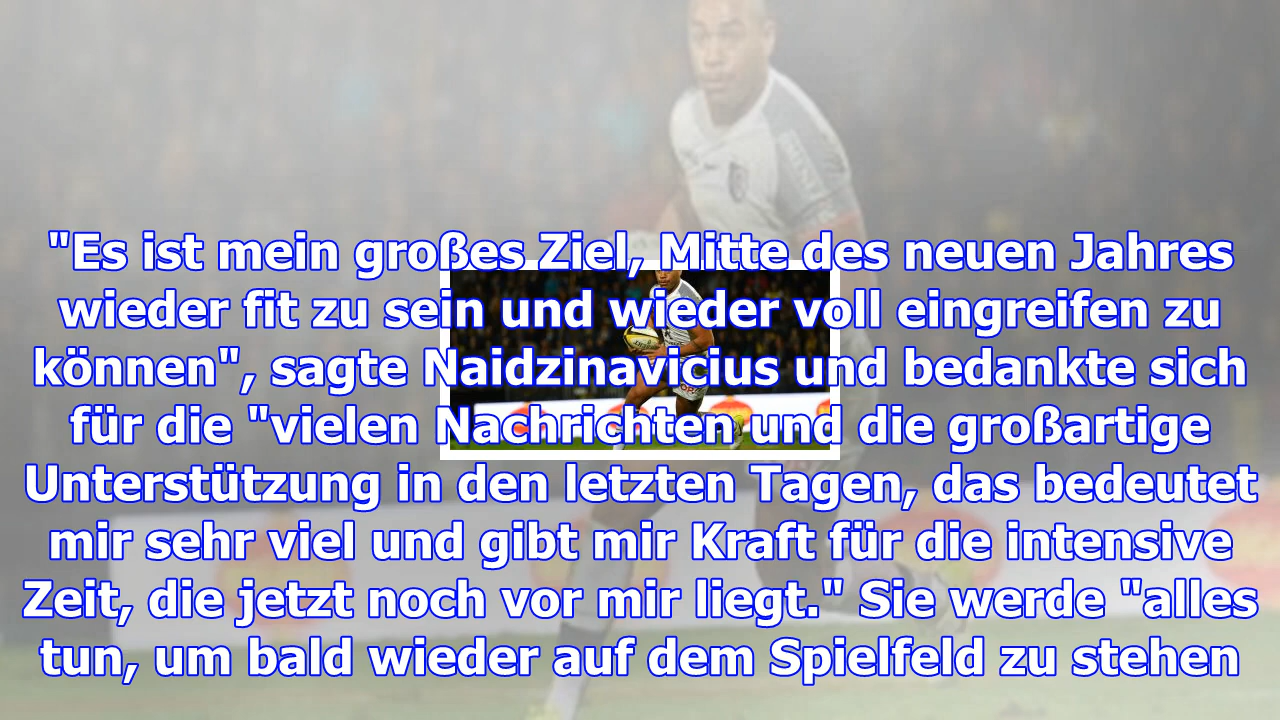 "Es ist mein großes Ziel, Mitte des neuen Jahres
wieder fit zu sein und wieder voll eingreifen zu
können", sagte Naidzinavicius und bedankte sich
für die "vielen Nachrichten und die großartige
Unterstützung in den letzten Tagen, das bedeutet
mir sehr viel und gibt mir Kraft für die intensive
Zeit, die jetzt noch vor mir liegt." Sie werde "alles
tun, um bald wieder auf dem Spielfeld zu stehen